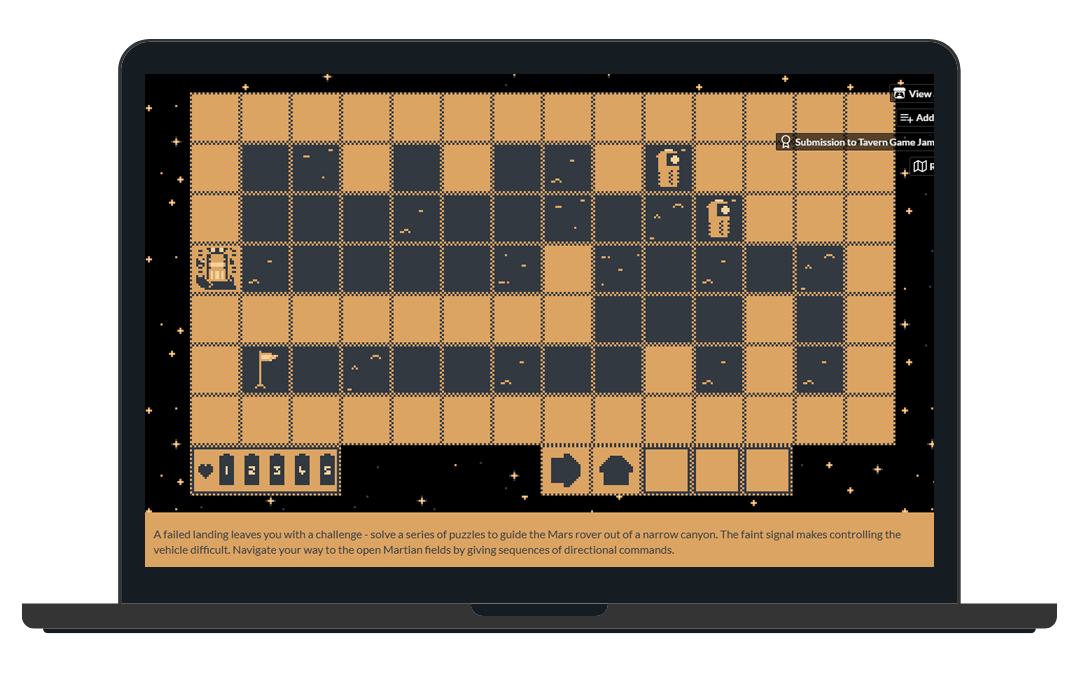 View
Add
Submission to Tavern Game Jam
R
1 2 3 4 5
A failed landing leaves you with a challenge - solve a series of puzzles to guide the Mars rover out of a narrow canyon. The faint signal makes controlling the
vehicle difficult. Navigate your way to the open Martian fields by giving sequences of directional commands.